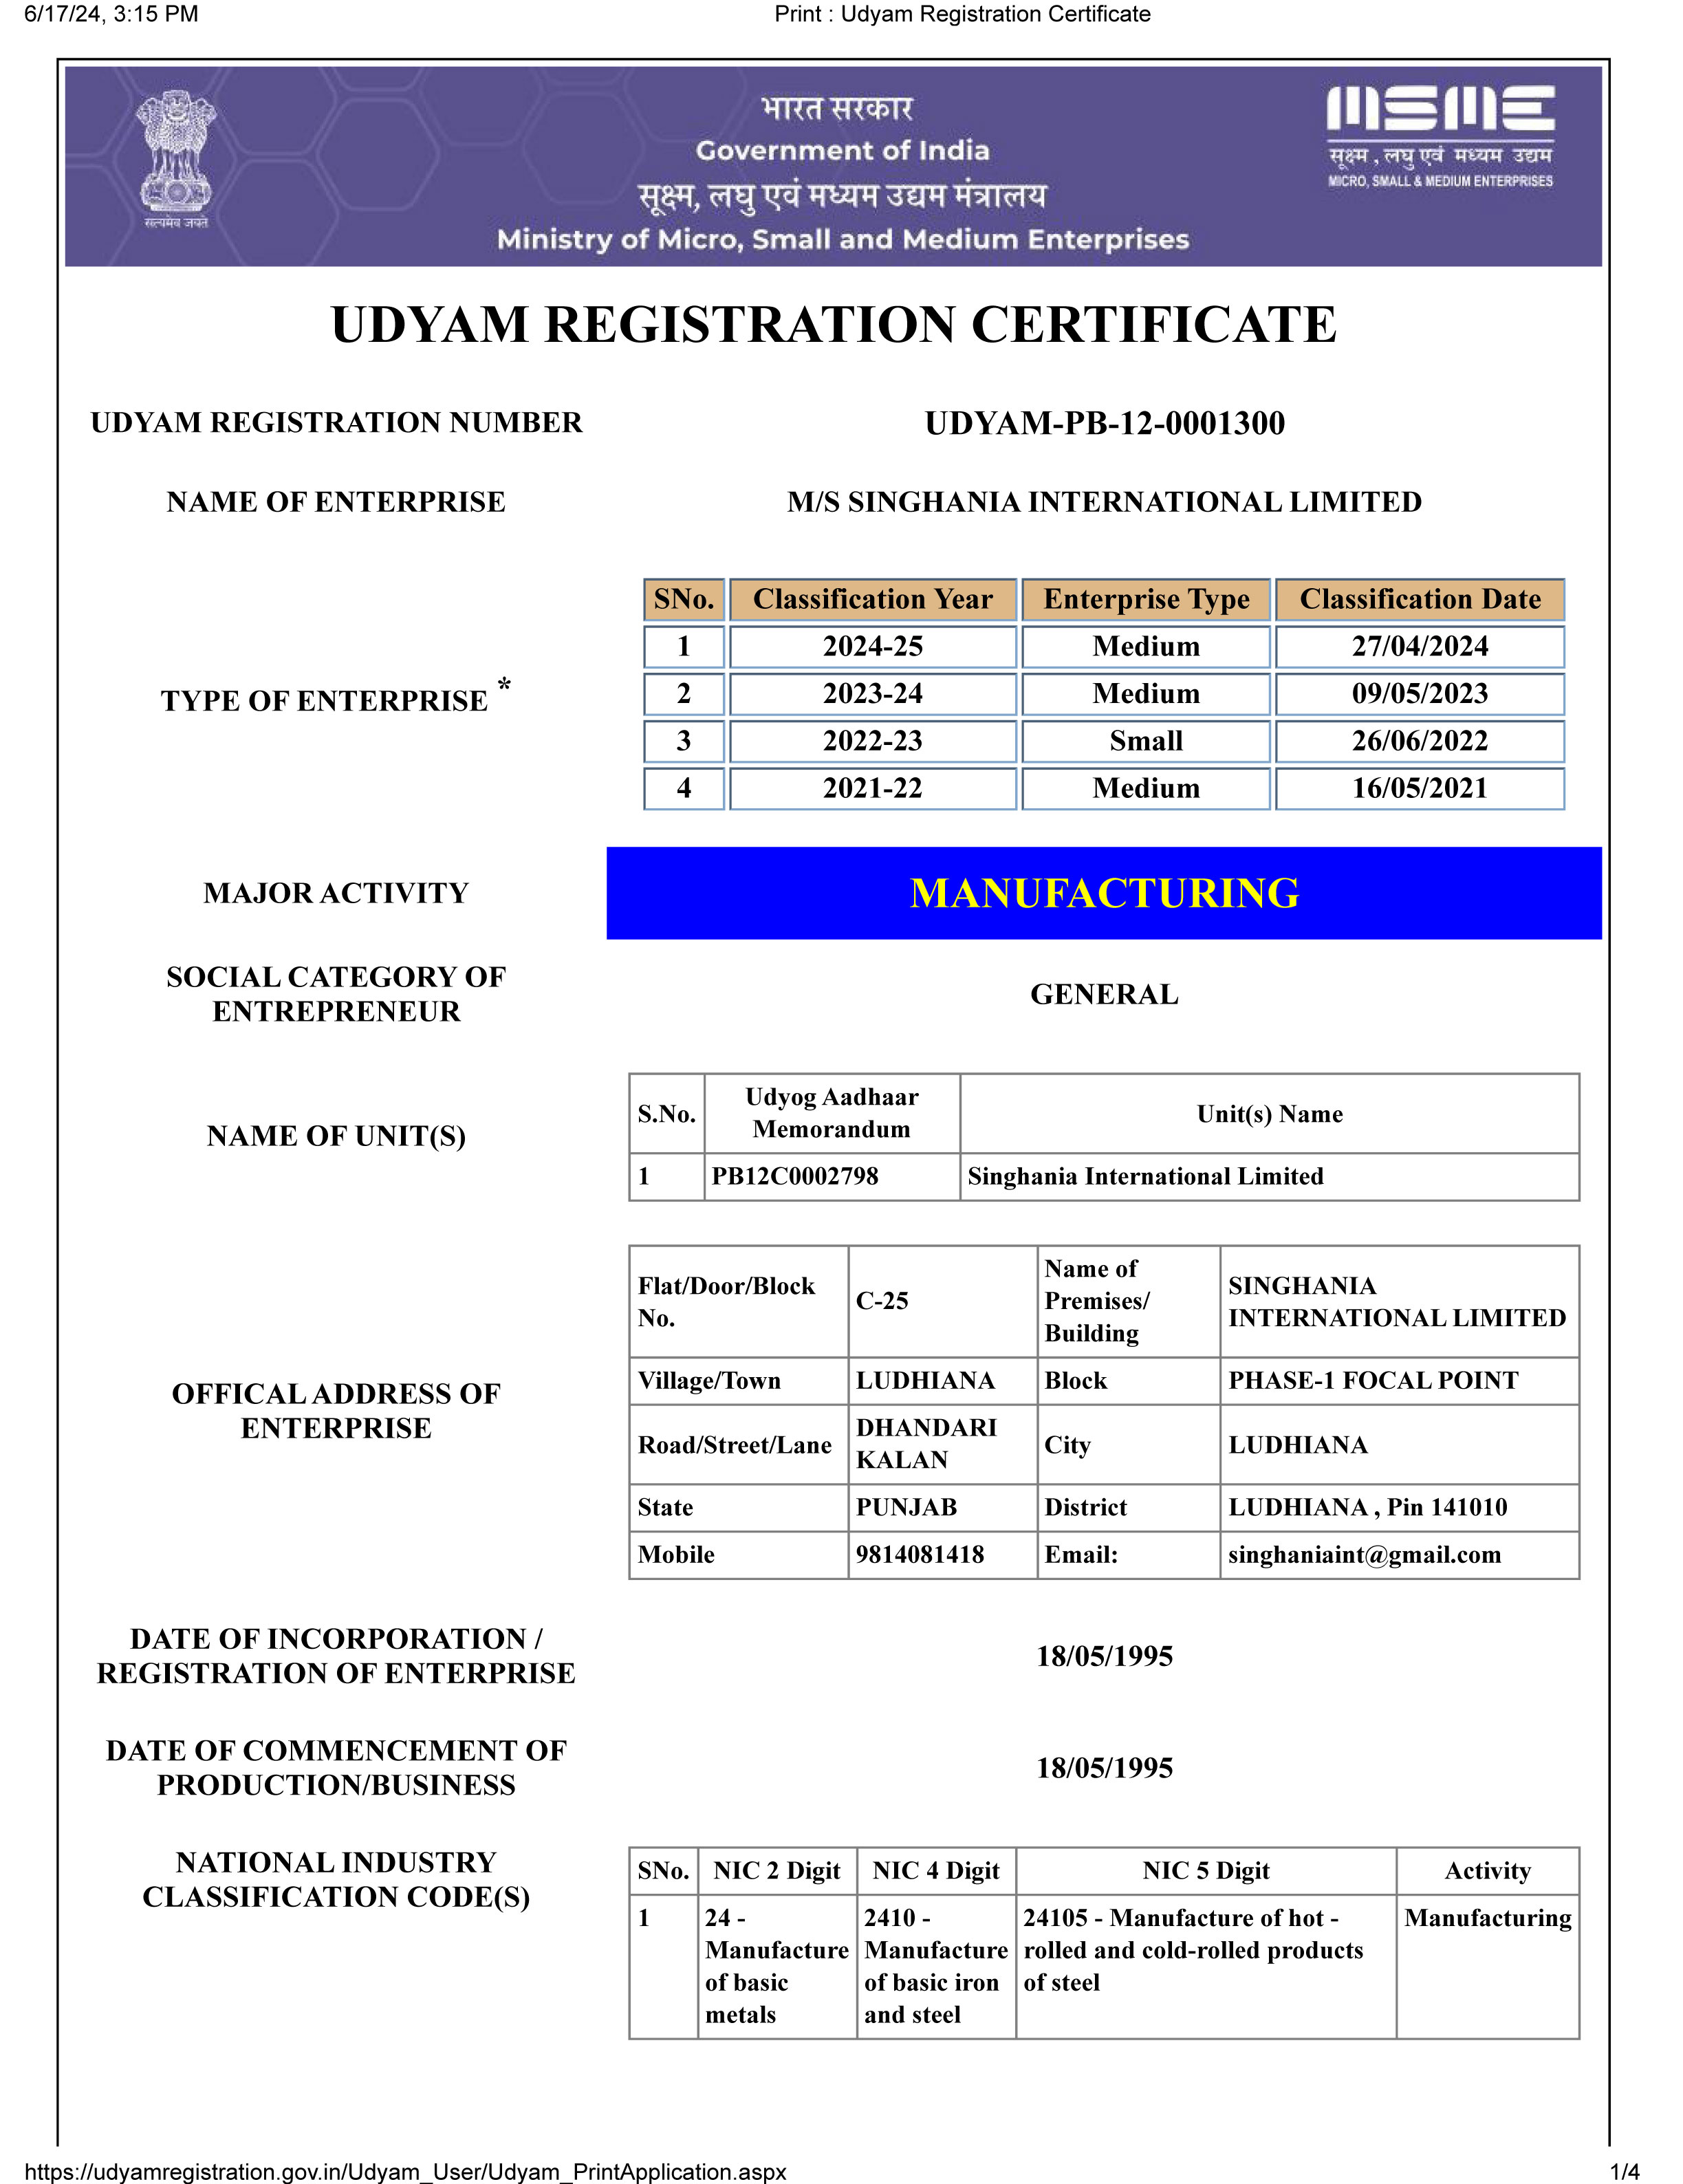 6/17/24, 3:15 PM
Print : Udyam Registration Certificate
भारत सरकार
Government of India
सूक्ष्म, लघु एवं मध्यम उद्यम मंत्रालय
Ministry of Micro, Small and Medium Enterprises
सत्यमेव जयते
MSME
सूक्ष्म , लघु एवं मध्यम उद्यम
MICRO, SMALL & MEDIUM ENTERPRISES
UDYAM REGISTRATION CERTIFICATE
UDYAM REGISTRATION NUMBER
UDYAM-PB-12-0001300
NAME OF ENTERPRISE
M/S SINGHANIA INTERNATIONAL LIMITED
TYPE OF ENTERPRISE *
SNo. Classification Year Enterprise Type Classification Date
1 2024-25 Medium 27/04/2024
2 2023-24 Medium 09/05/2023
3 2022-23 Small 26/06/2022
4 2021-22 Medium 16/05/2021
MAJOR ACTIVITY
MANUFACTURING
SOCIAL CATEGORY OF
ENTREPRENEUR
GENERAL
NAME OF UNIT(S)
S.No. Udyog Aadhaar
Memorandum
Unit(s) Name
1 PB12C0002798 Singhania International Limited
OFFICAL ADDRESS OF
ENTERPRISE
Flat/Door/Block
No.
C-25
Name of
Premises/
Building
SINGHANIA
INTERNATIONAL LIMITED
Village/Town LUDHIANA Block PHASE-1 FOCAL POINT
Road/Street/Lane
DHANDARI
KALAN
City LUDHIANA
State PUNJAB District LUDHIANA , Pin 141010
Mobile 9814081418 Email: singhaniaint@gmail.com
DATE OF INCORPORATION /
REGISTRATION OF ENTERPRISE
18/05/1995
DATE OF COMMENCEMENT OF
PRODUCTION/BUSINESS
18/05/1995
NATIONAL INDUSTRY
CLASSIFICATION CODE(S)
SNo. NIC 2 Digit NIC 4 Digit NIC 5 Digit Activity
1
24 -
Manufacture
of basic
metals
2410 -
Manufacture
of basic iron
and steel
24105 - Manufacture of hot -
rolled and cold-rolled products
of steel
Manufacturing
https://udyamregistration.gov.in/Udyam_User/Udyam_PrintApplication.aspx
1/4